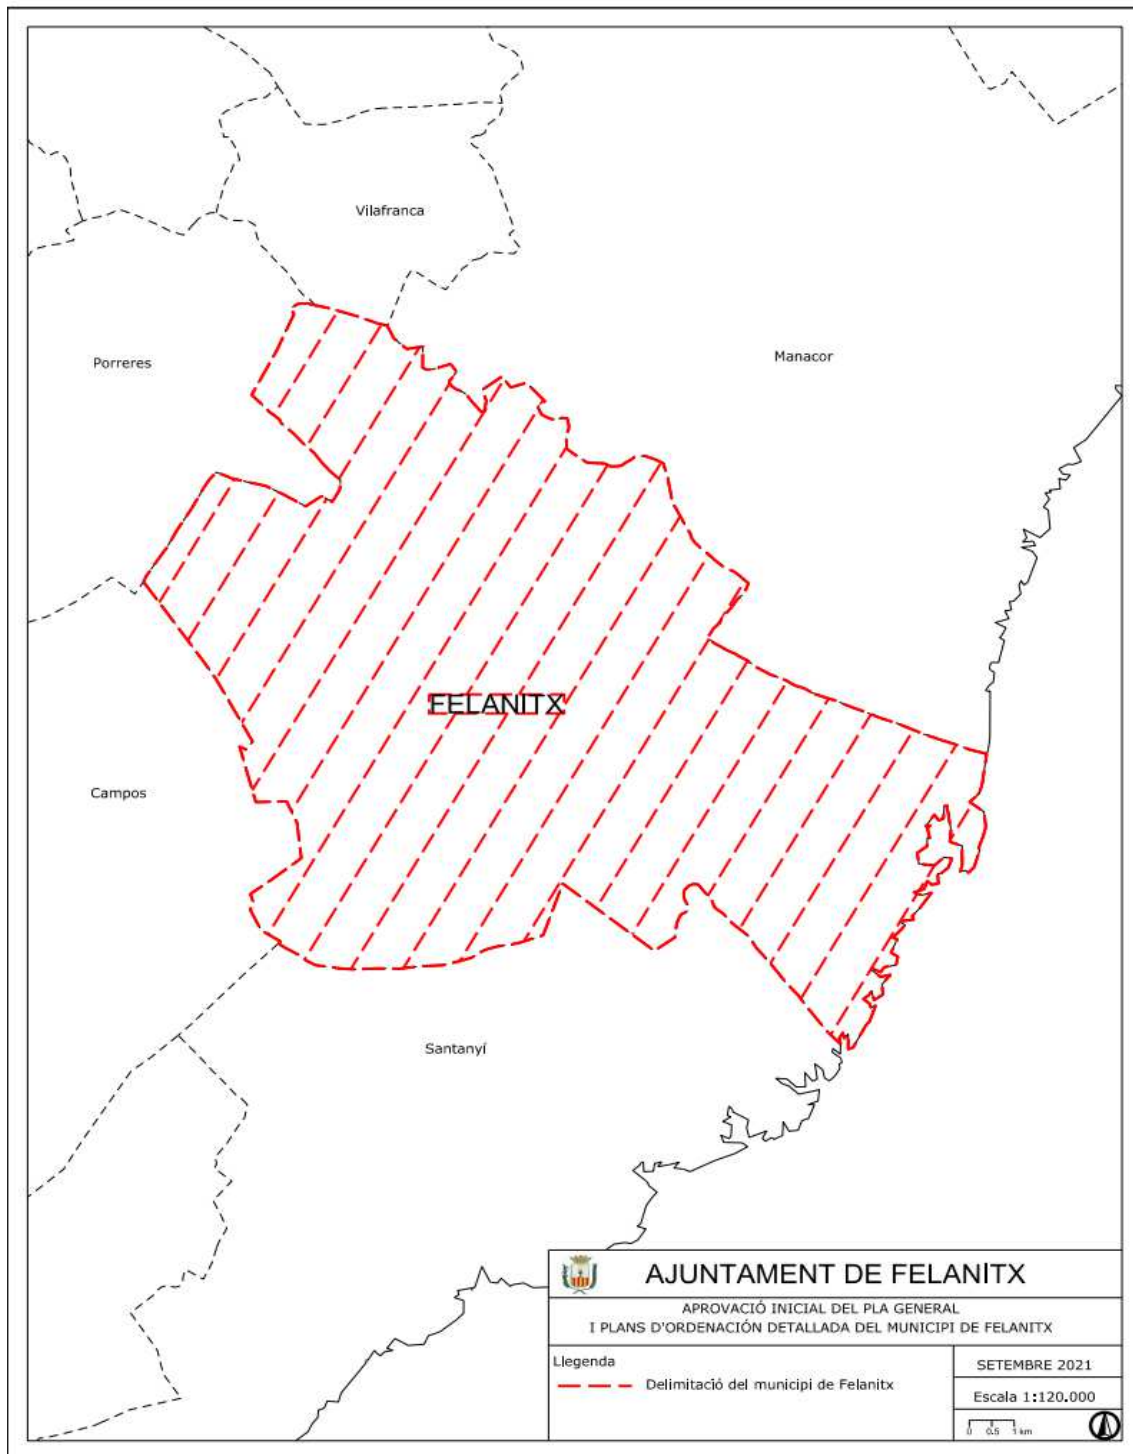 Vilafranca
Porreres
Manacor
FELANITX
Campos
Santanyí
AJUNTAMENT DE FELANITX
APROVACIÓ INICIAL DEL PLA GENERAL
I PLANS D'ORDENACIÓN DETALLADA DEL MUNICIPI DE FELANITX
Llegenda
Delimitació del municipi de Felanitx
SETEMBRE 2021
Escala 1:120.000
0 0.5 1 km